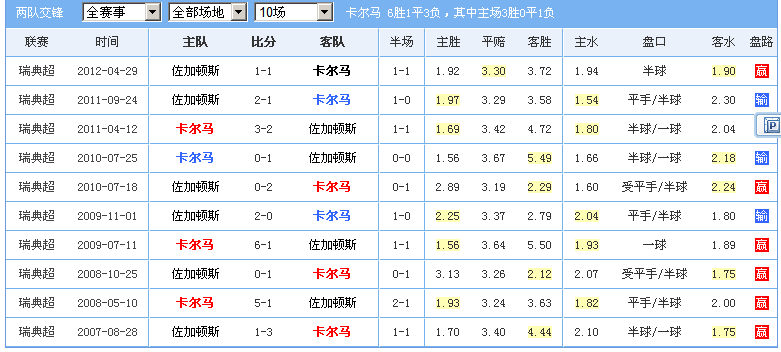 两队交锋 全赛事 全部场地 10场 卡尔马 6胜1平3负，其中主场3胜0平1负
联赛 时间 主队 比分 客队 半场 主胜 平赔 客胜 主水 盘口 客水 盘路
瑞典超 2012-04-29 佐加顿斯 1-1 卡尔马 1-1 1.92 3.30 3.72 1.94 半球 1.90 赢
瑞典超 2011-09-24 佐加顿斯 2-1 卡尔马 1-0 1.97 3.29 3.58 1.54 平手/半球 2.30 输
瑞典超 2011-04-12 卡尔马 3-2 佐加顿斯 1-1 1.69 3.42 4.72 1.80 半球/一球 2.04
瑞典超 2010-07-25 卡尔马 0-1 佐加顿斯 0-0 1.56 3.67 5.49 1.66 半球/一球 2.18 输
瑞典超 2010-07-18 佐加顿斯 0-2 卡尔马 0-1 2.89 3.19 2.29 1.60 受平手/半球 2.24 赢
瑞典超 2009-11-01 佐加顿斯 2-0 卡尔马 1-0 2.25 3.37 2.79 2.04 平手/半球 1.80 输
瑞典超 2009-07-11 卡尔马 6-1 佐加顿斯 1-1 1.56 3.64 5.50 1.93 一球 1.89 赢
瑞典超 2008-10-25 佐加顿斯 0-1 卡尔马 0-1 3.13 3.26 2.12 2.07 受平手/半球 1.75 赢
瑞典超 2008-05-10 卡尔马 5-1 佐加顿斯 2-1 1.93 3.24 3.63 1.82 平手/半球 2.00 赢
瑞典超 2007-08-28 佐加顿斯 1-3 卡尔马 1-1 1.70 3.40 4.44 2.10 半球/一球 1.75 赢